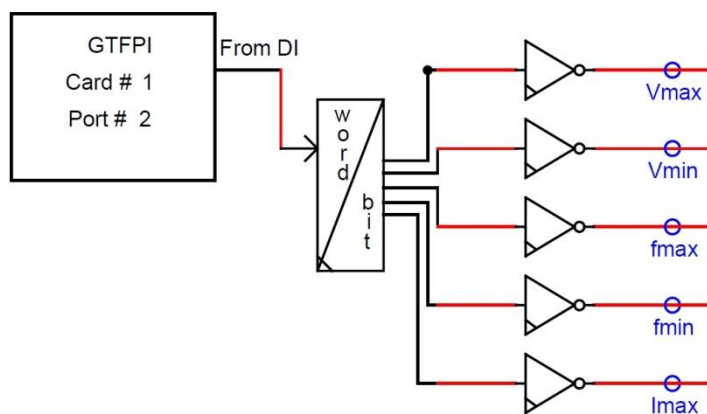 GTFPI
Card # 1
Port # 2
From DI
word
bit
Vmax
Vmin
fmax
fmin
Imax